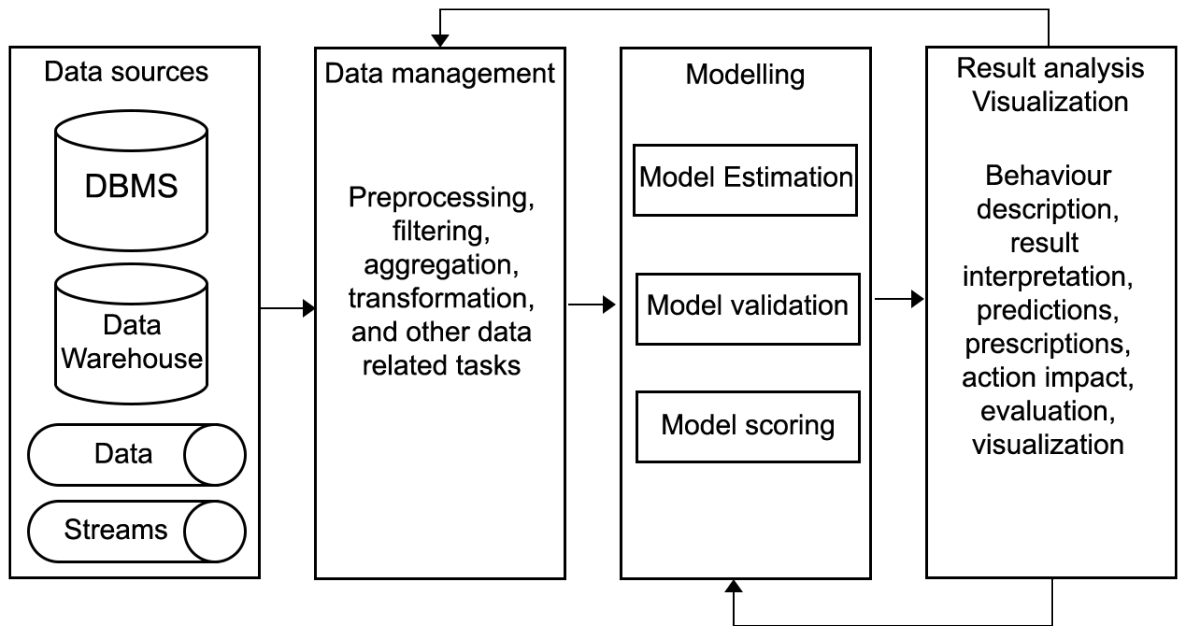 Data sources
DBMS
Data
Warehouse
Data
Streams
Data management
Preprocessing,
filtering,
aggregation,
transformation,
and other data
related tasks
Modelling
Model Estimation
Model validation
Model scoring
Result analysis
Visualization
Behaviour
description,
result
interpretation,
predictions,
prescriptions,
action impact,
evaluation,
visualization